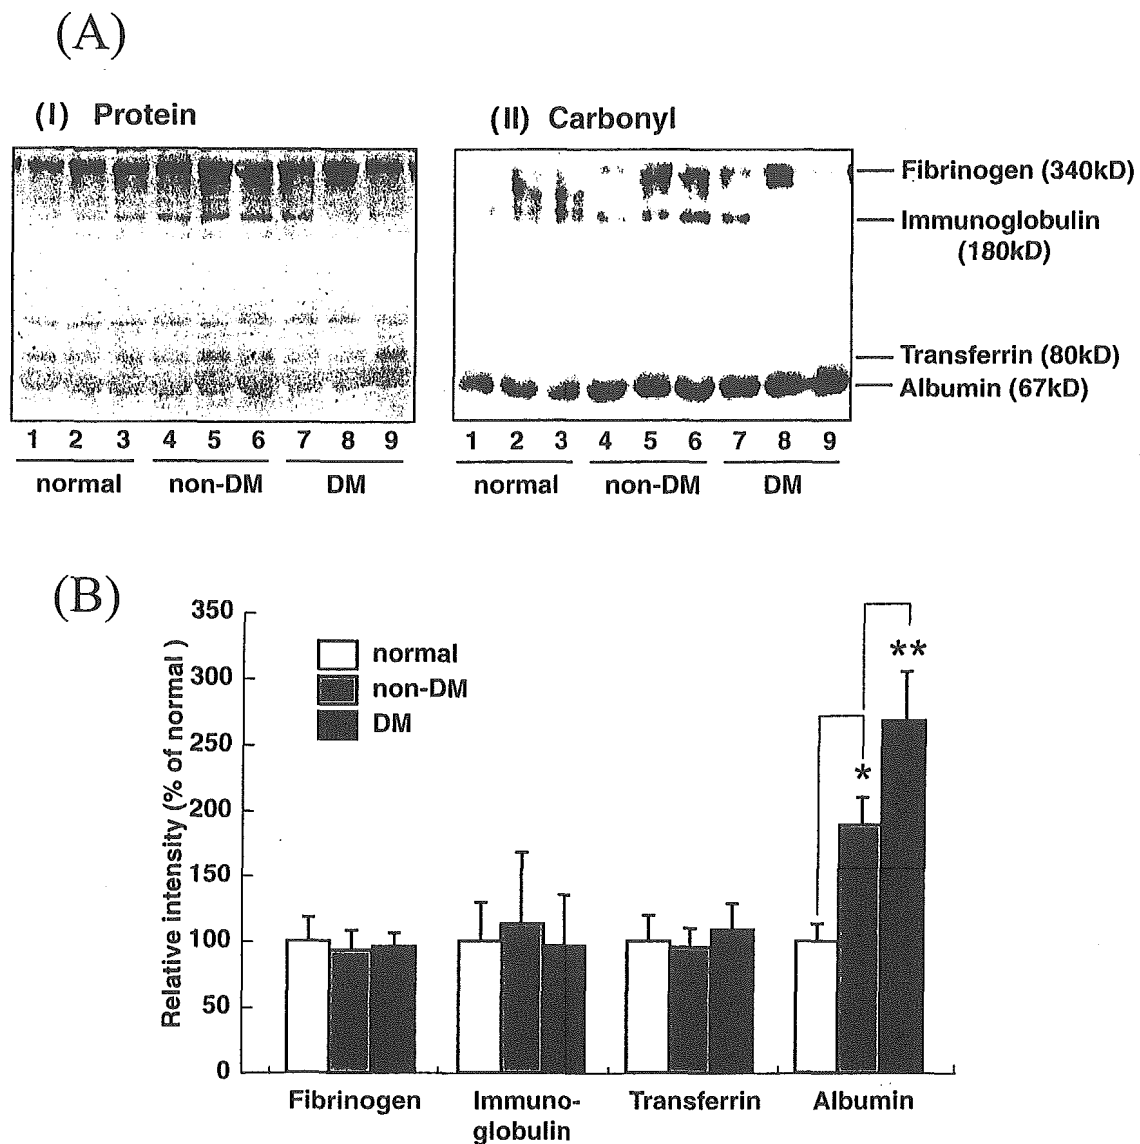 (A)
(I) Protein
(II) Carbonyl
Fibrinogen (340kD)
Immunoglobulin
(180kD)
Transferrin (80kD)
Albumin (67kD)
1 2 3 4 5 6 7 8 9
normal non-DM DM
1 2 3 4 5 6 7 8 9
normal non-DM DM
(B)
Relative intensity (% of normal )
350
300
250
200
150
100
50
0
normal
non-DM
DM
**
*
Fibrinogen
Immuno-
globulin
Transferrin
Albumin